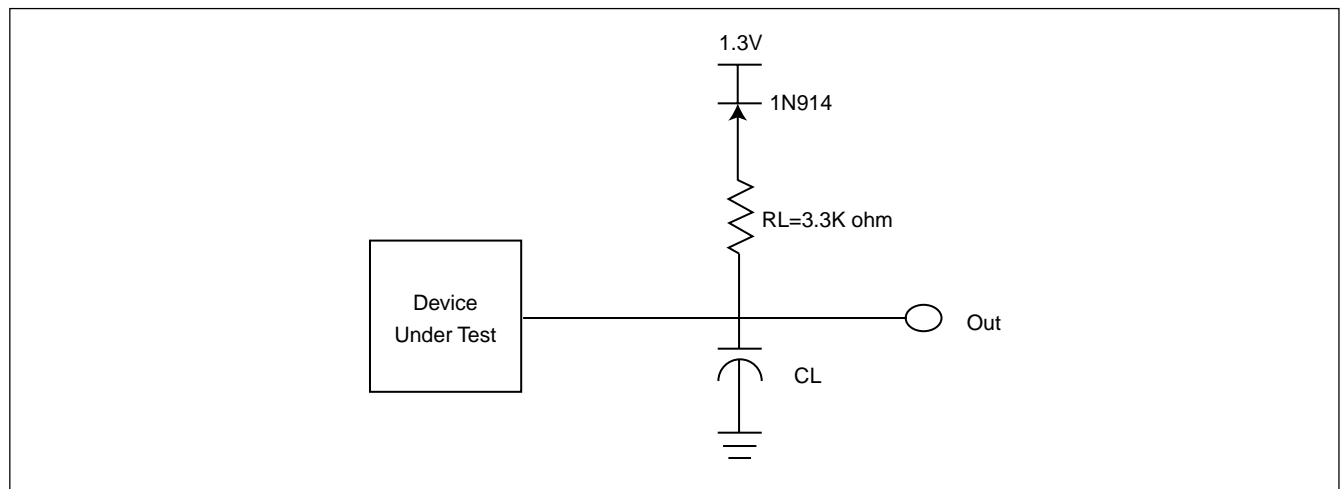 1.3V
1N914
RL=3.3K ohm
Device
Under Test
Out
CL